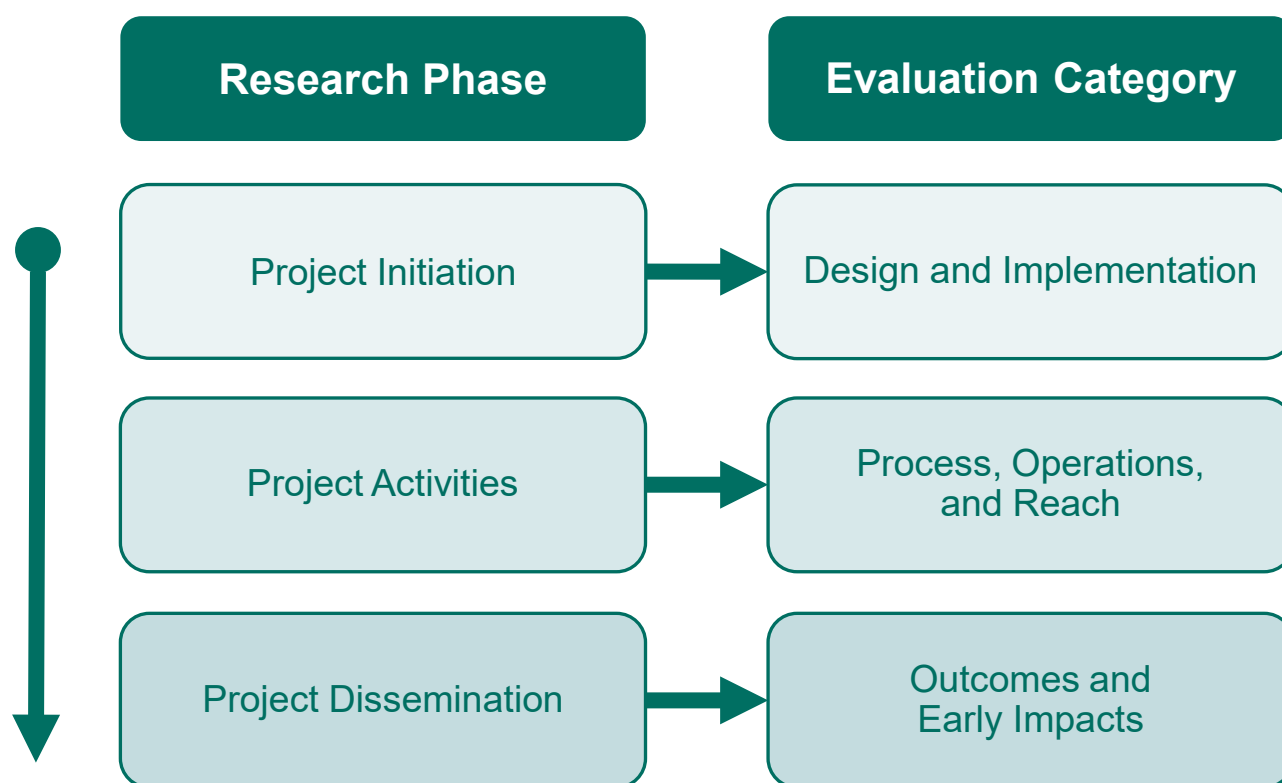 Research Phase
Evaluation Category
Project Initiation
Design and Implementation
Project Activities
Process, Operations,
and Reach
Project Dissemination
Outcomes and
Early Impacts